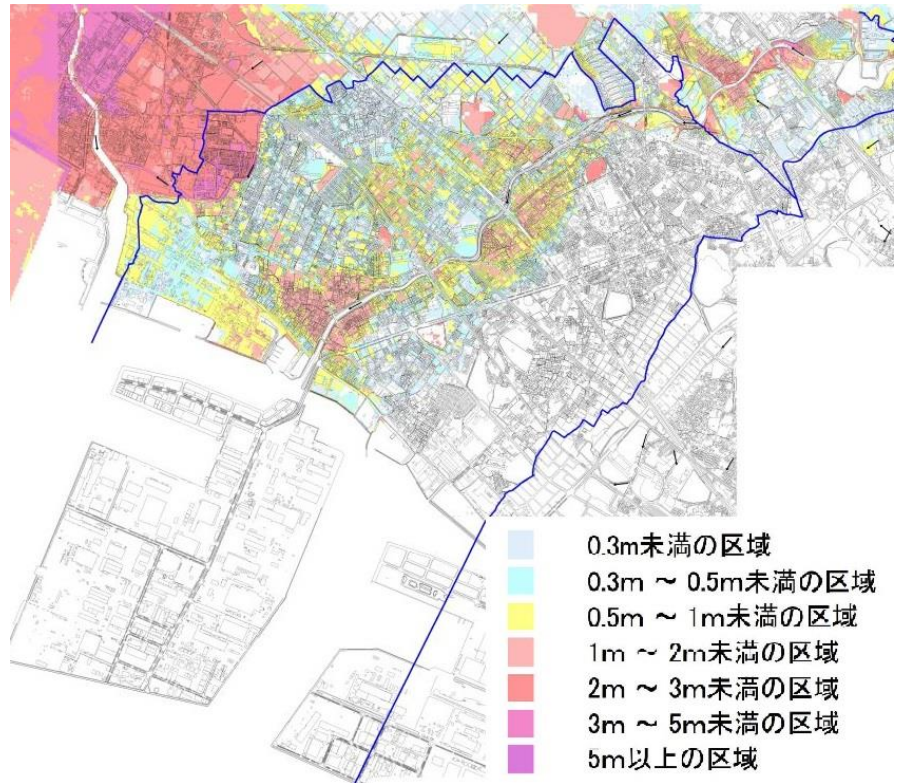 0.3m未満の区域
0.3m ～ 0.5m未満の区域
0.5m ～ 1m未満の区域
1m ～ 2m未満の区域
2m ～ 3m未満の区域
3m ～ 5m未満の区域
5m以上の区域